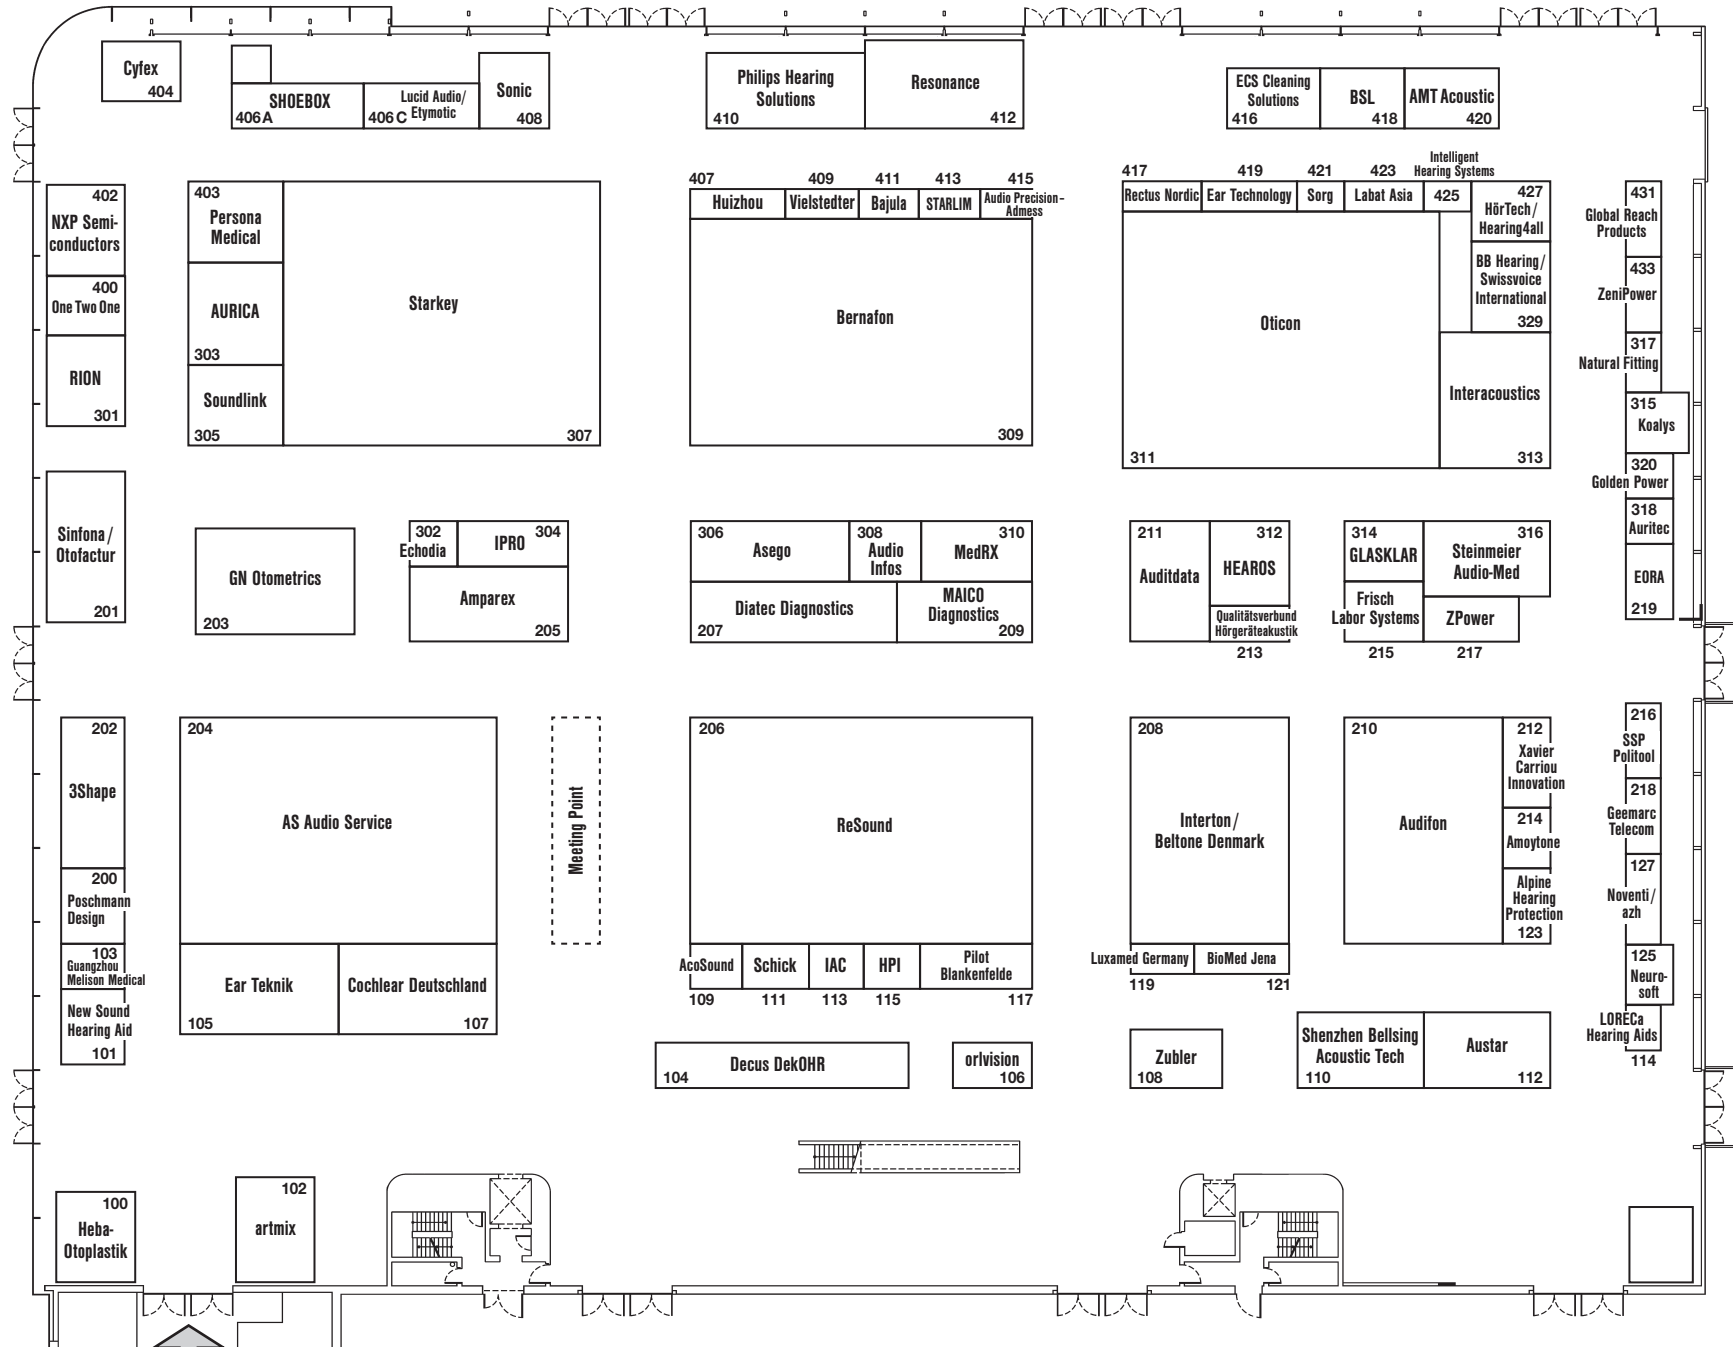 Cyfex
404
SHOEBOX
406 A
Lucid Audio/
Etymotic
406 C
Sonic
408
Philips Hearing
Solutions
410
Resonance
412
ECS Cleaning
Solutions
416
BSL
418
AMT Acoustic
420
402
NXP Semi-
conductors
400
One Two One
RION
301
403
Persona
Medical
AURICA
303
Soundlink
305
Starkey
307
407
Huizhou
409
Vielstedter
411
Bajula
413
STARLIM
415
Audio Precision–
Admess
Bernafon
309
417
Rectus Nordic
419
Ear Technology
421
Sorg
423
Labat Asia
Intelligent
Hearing Systems
425
427
HörTech/
Hearing4all
BB Hearing/
Swissvoice
International
329
Oticon
311
Interacoustics
313
431
Global Reach
Products
433
ZeniPower
317
Natural Fitting
315
Koalys
320
Golden Power
318
Auritec
EORA
219
Sinfona/
Otofactur
201
GN Otometrics
203
302
Echodia
304
IPRO
Amparex
205
306
Asego
308
Audio
Infos
310
MedRX
Diatec Diagnostics
207
MAICO
Diagnostics
209
211
Auditdata
312
HEAROS
Qualitätsverbund
Hörgeräteakustik
213
314
GLASKLAR
316
Steinmeier
Audio-Med
Frisch
Labor Systems
215
ZPower
217
202
3Shape
200
Poschmann
Design
103
Guangzhou
Melison Medical
New Sound
Hearing Aid
101
204
AS Audio Service
Ear Teknik
105
Cochlear Deutschland
107
Meeting Point
206
ReSound
AcoSound
109
Schick
111
IAC
113
HPI
115
Pilot
Blankenfelde
117
208
Interton/
Beltone Denmark
Luxamed Germany
119
BioMed Jena
121
210
Audifon
212
Xavier
Carriou
Innovation
214
Amoytone
Alpine
Hearing
Protection
123
216
SSP
Politool
218
Geemarc
Telecom
127
Noventi/
azh
125
Neuro-
soft
LORECa
Hearing Aids
114
104
Decus DekOHR
orlvision
106
Zubler
108
Shenzhen Bellsing
Acoustic Tech
110
Austar
112
100
Heba-
Otoplastik
102
artmix